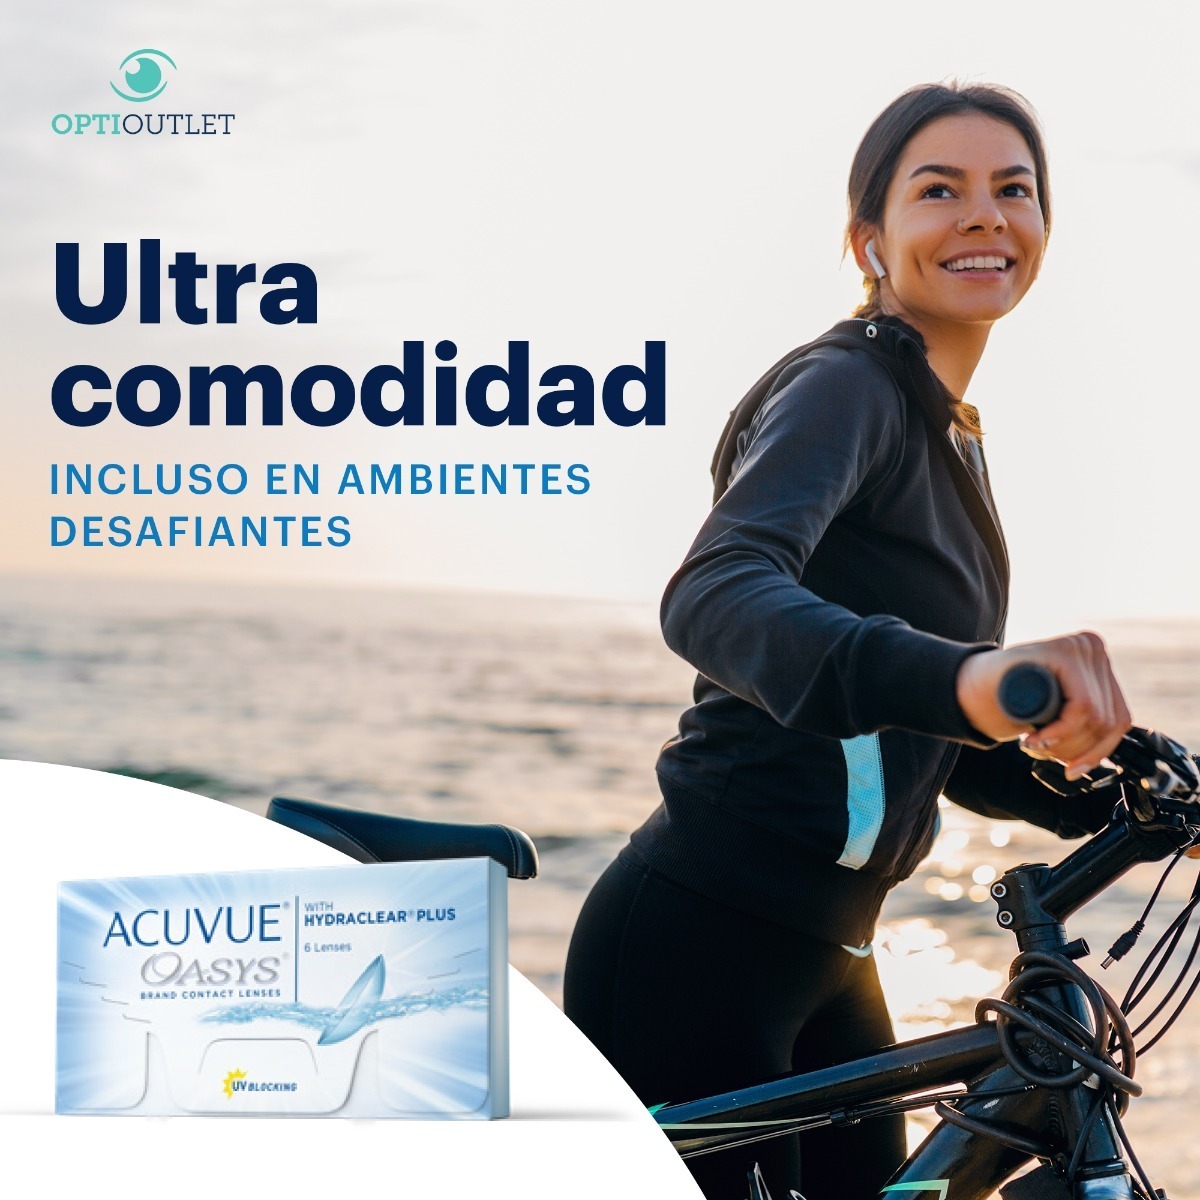 OPTIOUTLET
Ultra
comodidad
INCLUSO EN AMBIENTES
DESAFIANTES
ACUVUE®
OASYS®
BRAND CONTACT LENSES
WITH
HYDRACLEAR® PLUS
6 Lenses
UV BLOCKING